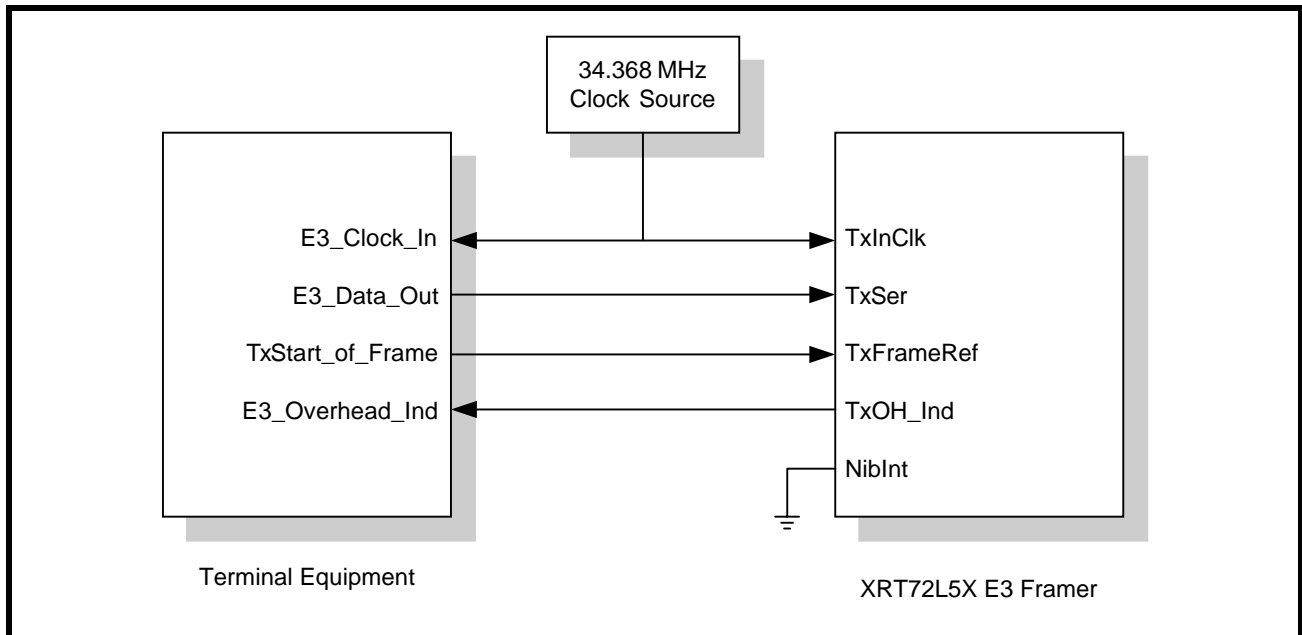 34.368 MHz
Clock Source
E3_Clock_In
E3_Data_Out
TxStart_of_Frame
E3_Overhead_Ind
TxInClk
TxSer
TxFrameRef
TxOH_Ind
NibInt
Terminal Equipment
XRT72L5X E3 Framer